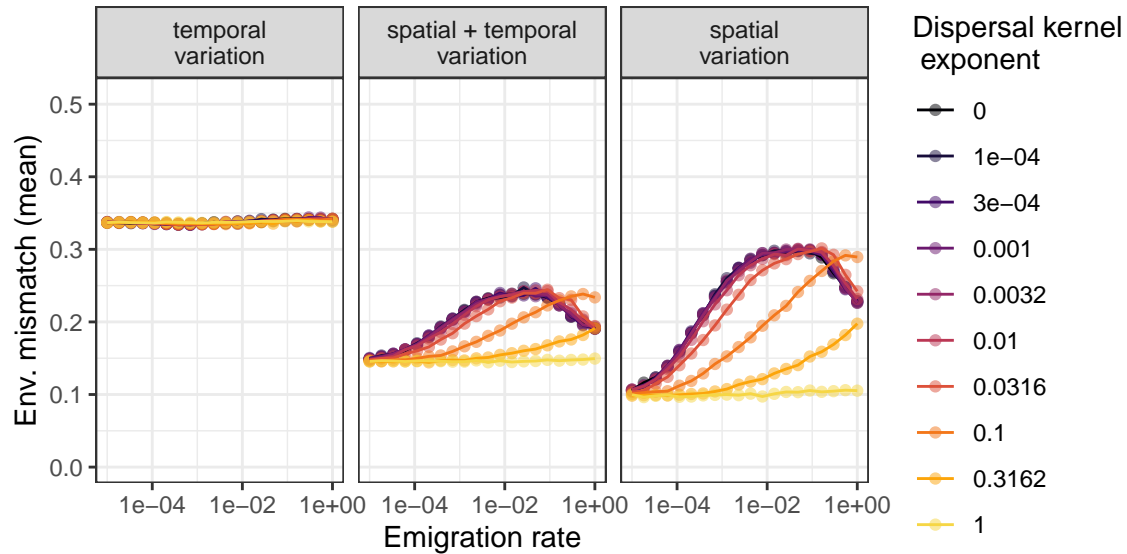 temporal
variation
spatial + temporal
variation
spatial
variation
Dispersal kernel
exponent
0
1e−04
3e−04
0.001
0.0032
0.01
0.0316
0.1
0.3162
1
Env. mismatch (mean)
0.5
0.4
0.3
0.2
0.1
0.0
1e−04 1e−02 1e+00 1e−04 1e−02 1e+00 1e−04 1e−02 1e+00
Emigration rate